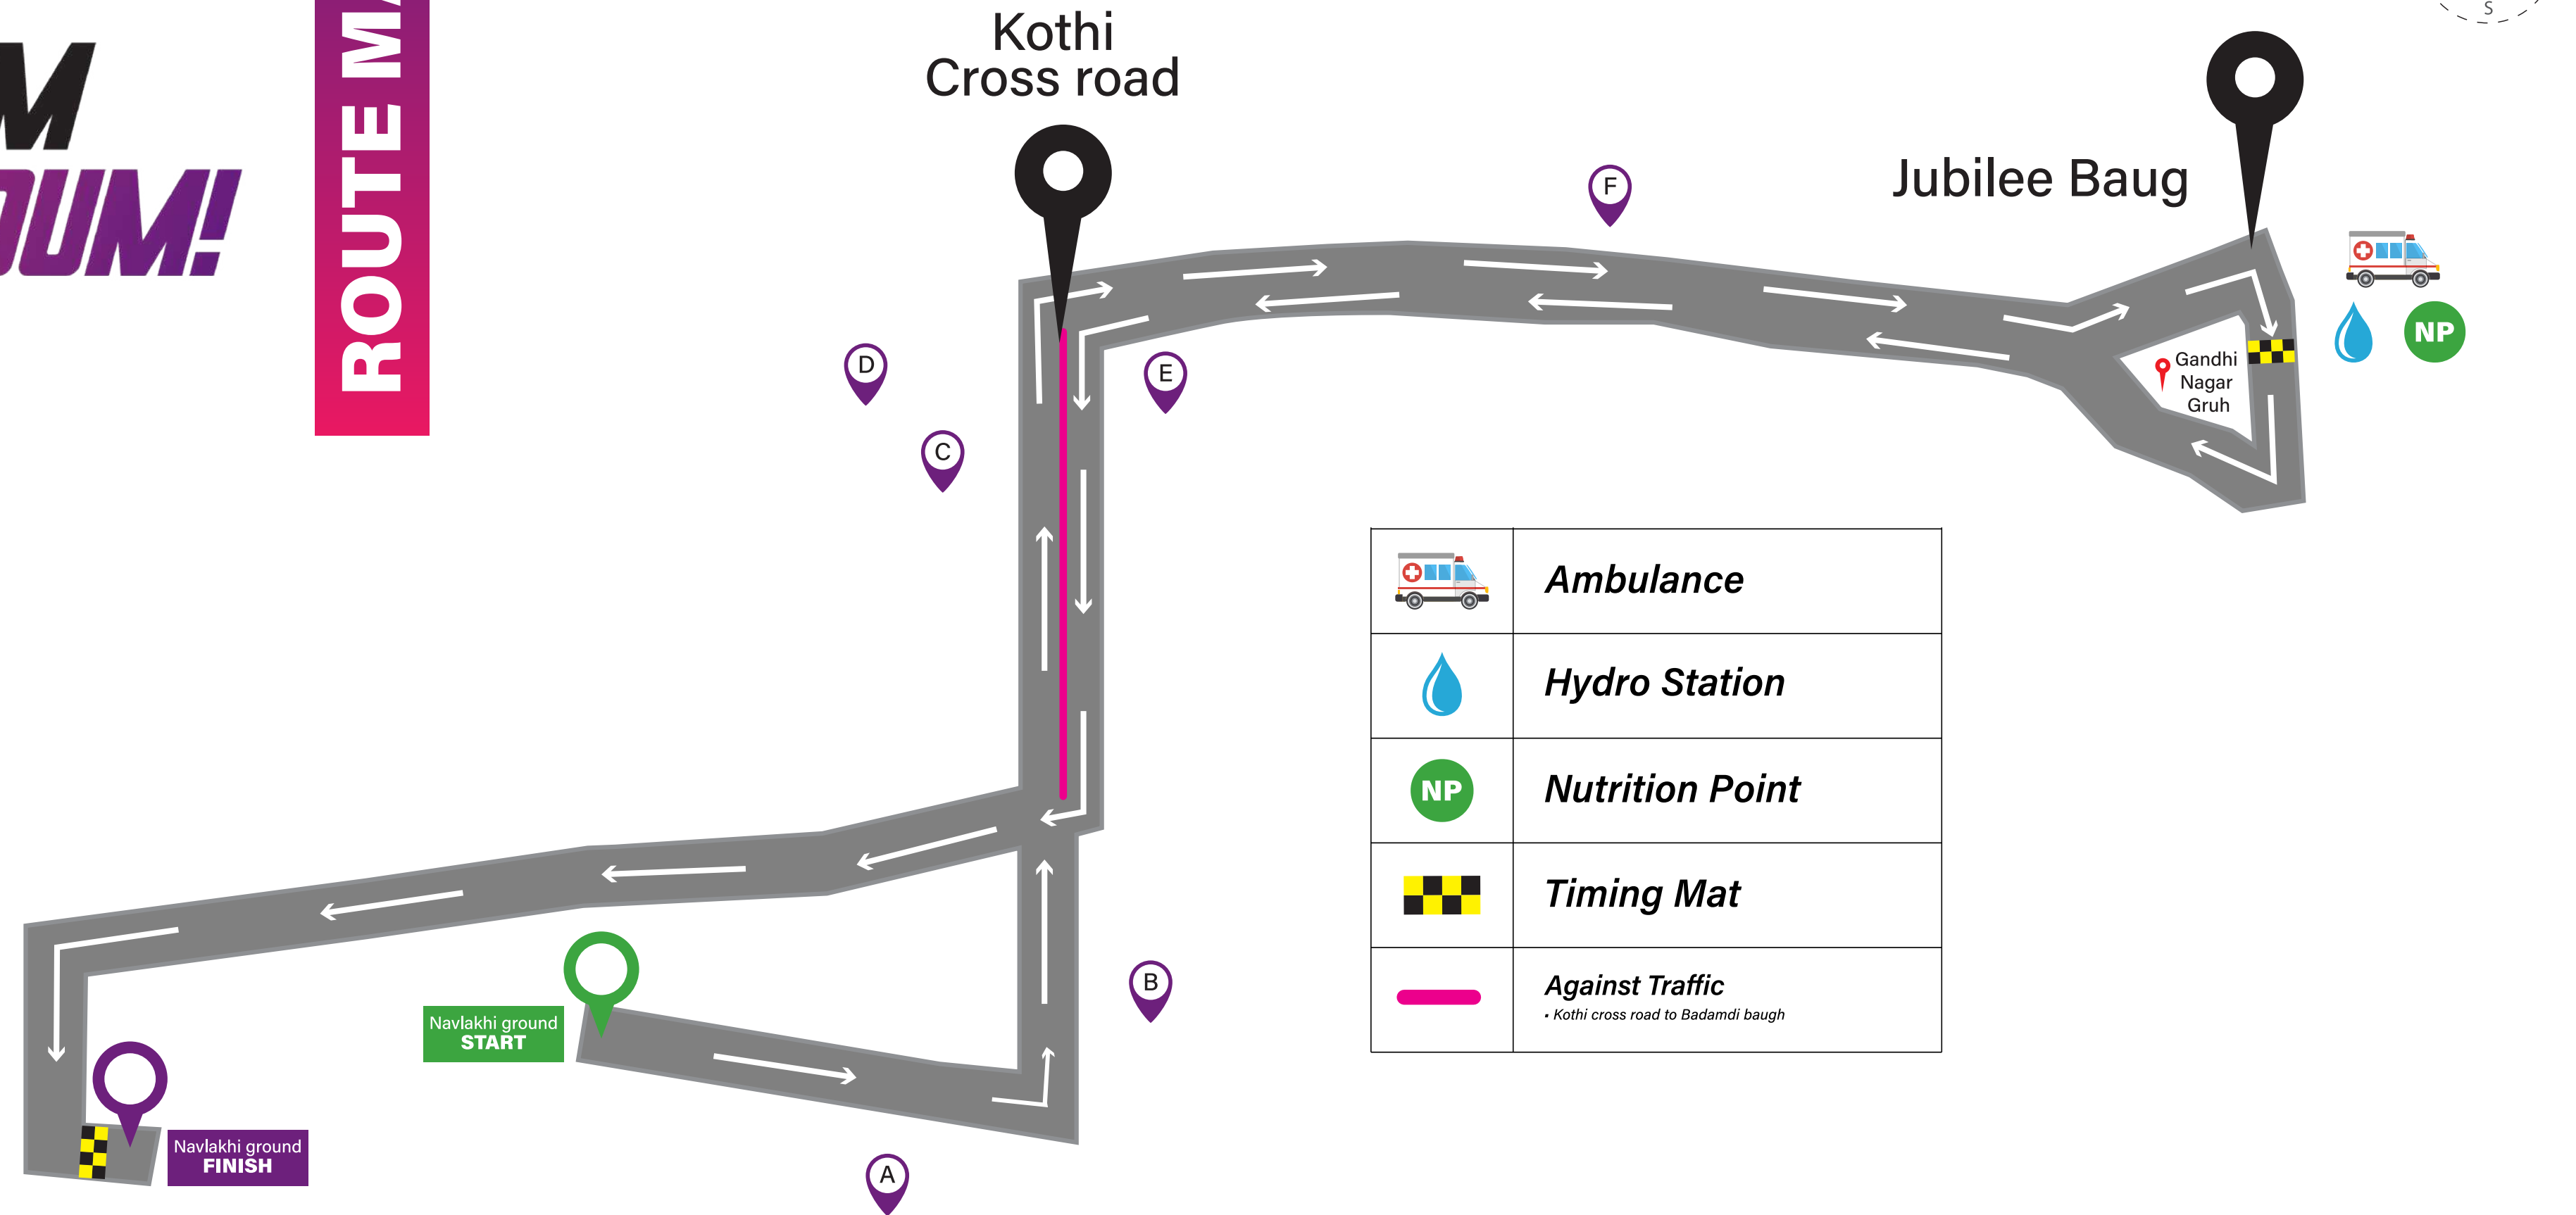 ROUTE
Kothi
Cross road
Jubilee Baug
S
F
D
E
C
Gandhi
Nagar
Gruh
NP
Ambulance
Hydro Station
NP
Nutrition Point
Timing Mat
Against Traffic
• Kothi cross road to Badamdi baugh
B
Navlakhi ground
START
Navlakhi ground
FINISH
A